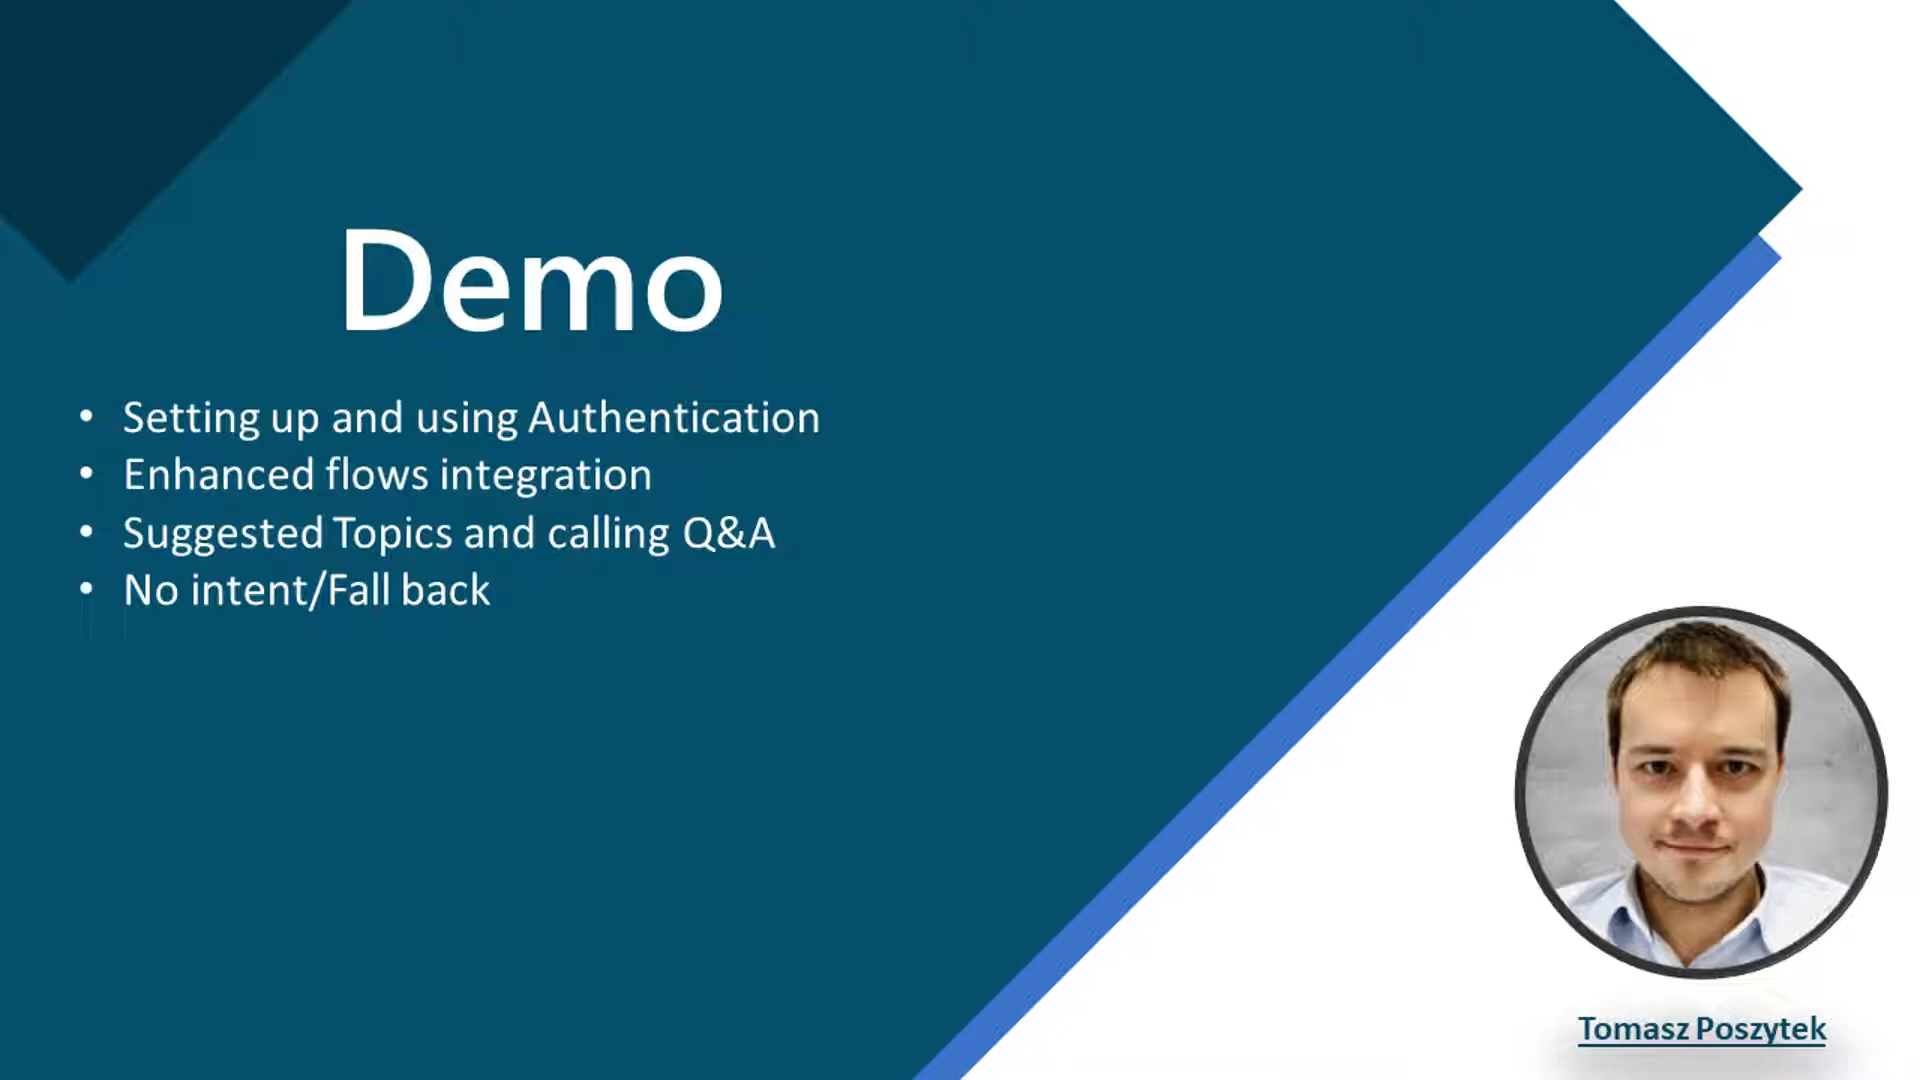 Demo
• Setting up and using Authentication
• Enhanced flows integration
• Suggested Topics and calling Q&A
• No intent/Fall back
Tomasz Poszytek